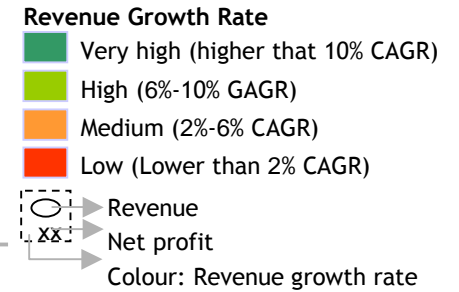 Revenue Growth Rate
Very high (higher that 10% CAGR)
High (6%-10% GAGR)
Medium (2%-6% CAGR)
Low (Lower than 2% CAGR)
Revenue
xx
Net profit
Colour: Revenue growth rate